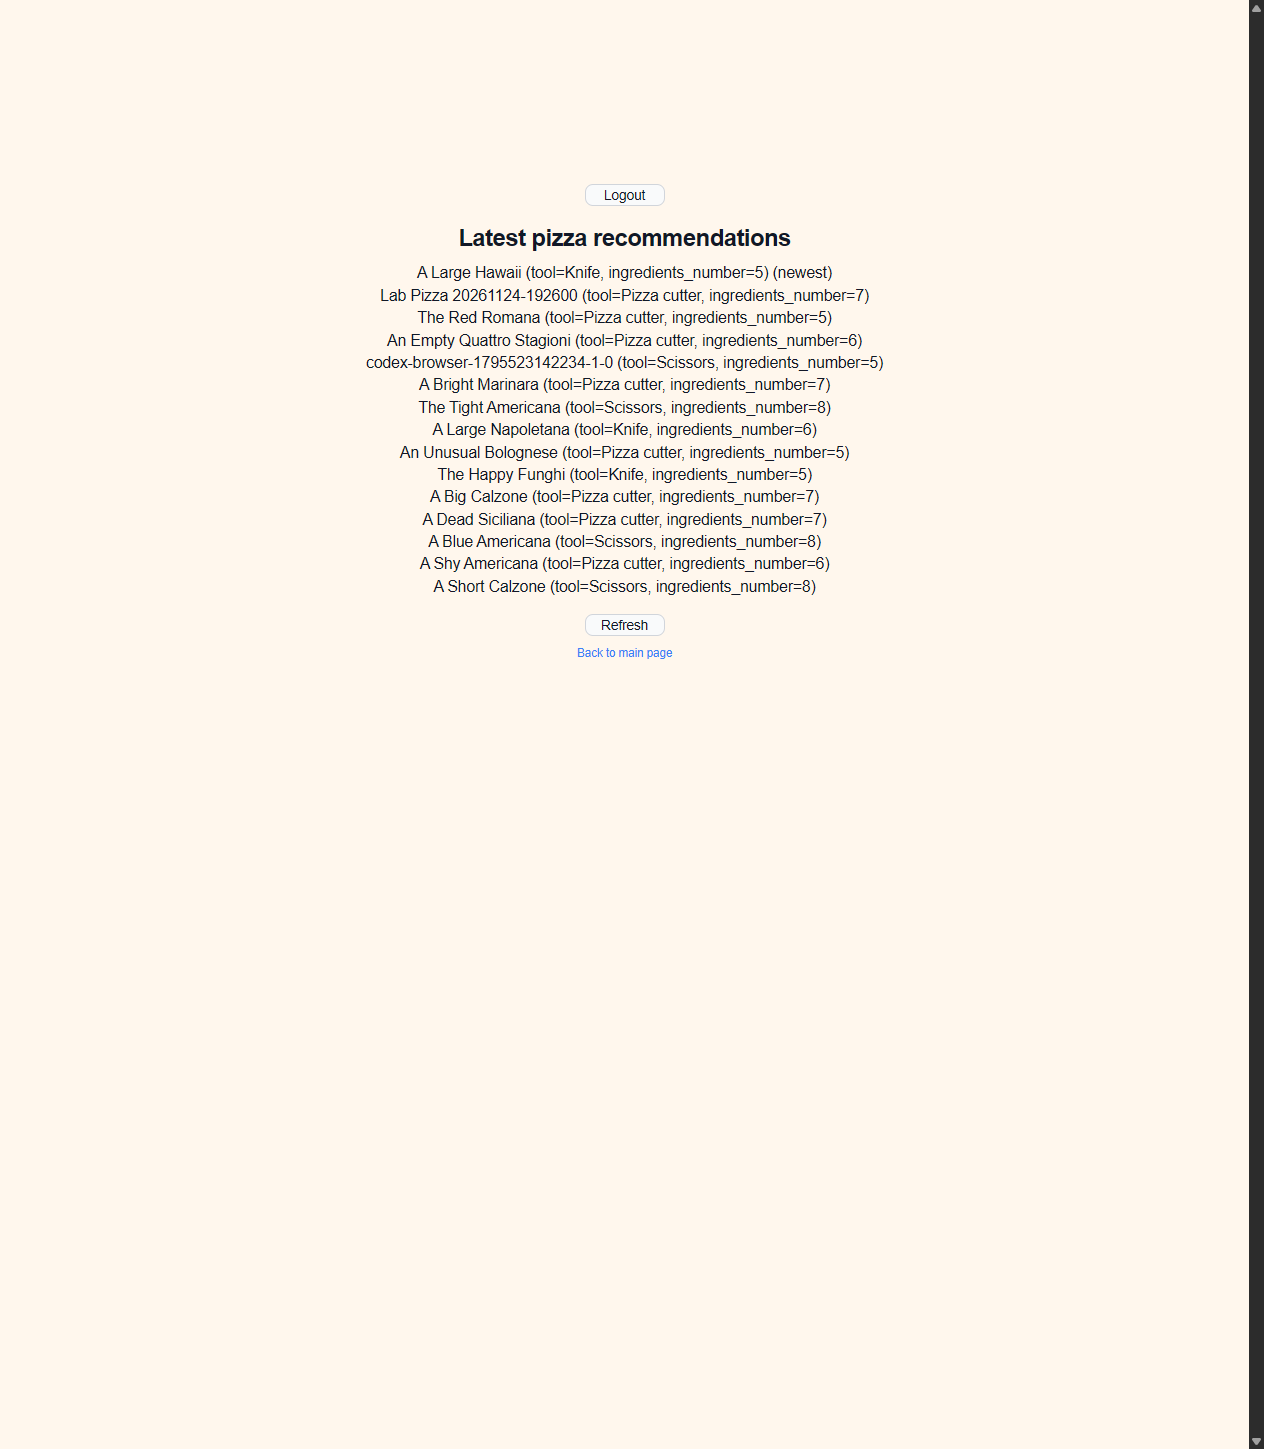 Logout
Latest pizza recommendations
A Large Hawaii (tool=Knife, ingredients_number=5) (newest)
Lab Pizza 20261124-192600 (tool=Pizza cutter, ingredients_number=7)
The Red Romana (tool=Pizza cutter, ingredients_number=5)
An Empty Quattro Stagioni (tool=Pizza cutter, ingredients_number=6)
codex-browser-1795523142234-1-0 (tool=Scissors, ingredients_number=5)
A Bright Marinara (tool=Pizza cutter, ingredients_number=7)
The Tight Americana (tool=Scissors, ingredients_number=8)
A Large Napoletana (tool=Knife, ingredients_number=6)
An Unusual Bolognese (tool=Pizza cutter, ingredients_number=5)
The Happy Funghi (tool=Knife, ingredients_number=5)
A Big Calzone (tool=Pizza cutter, ingredients_number=7)
A Dead Siciliana (tool=Pizza cutter, ingredients_number=7)
A Blue Americana (tool=Scissors, ingredients_number=8)
A Shy Americana (tool=Pizza cutter, ingredients_number=6)
A Short Calzone (tool=Scissors, ingredients_number=8)
Refresh
Back to main page